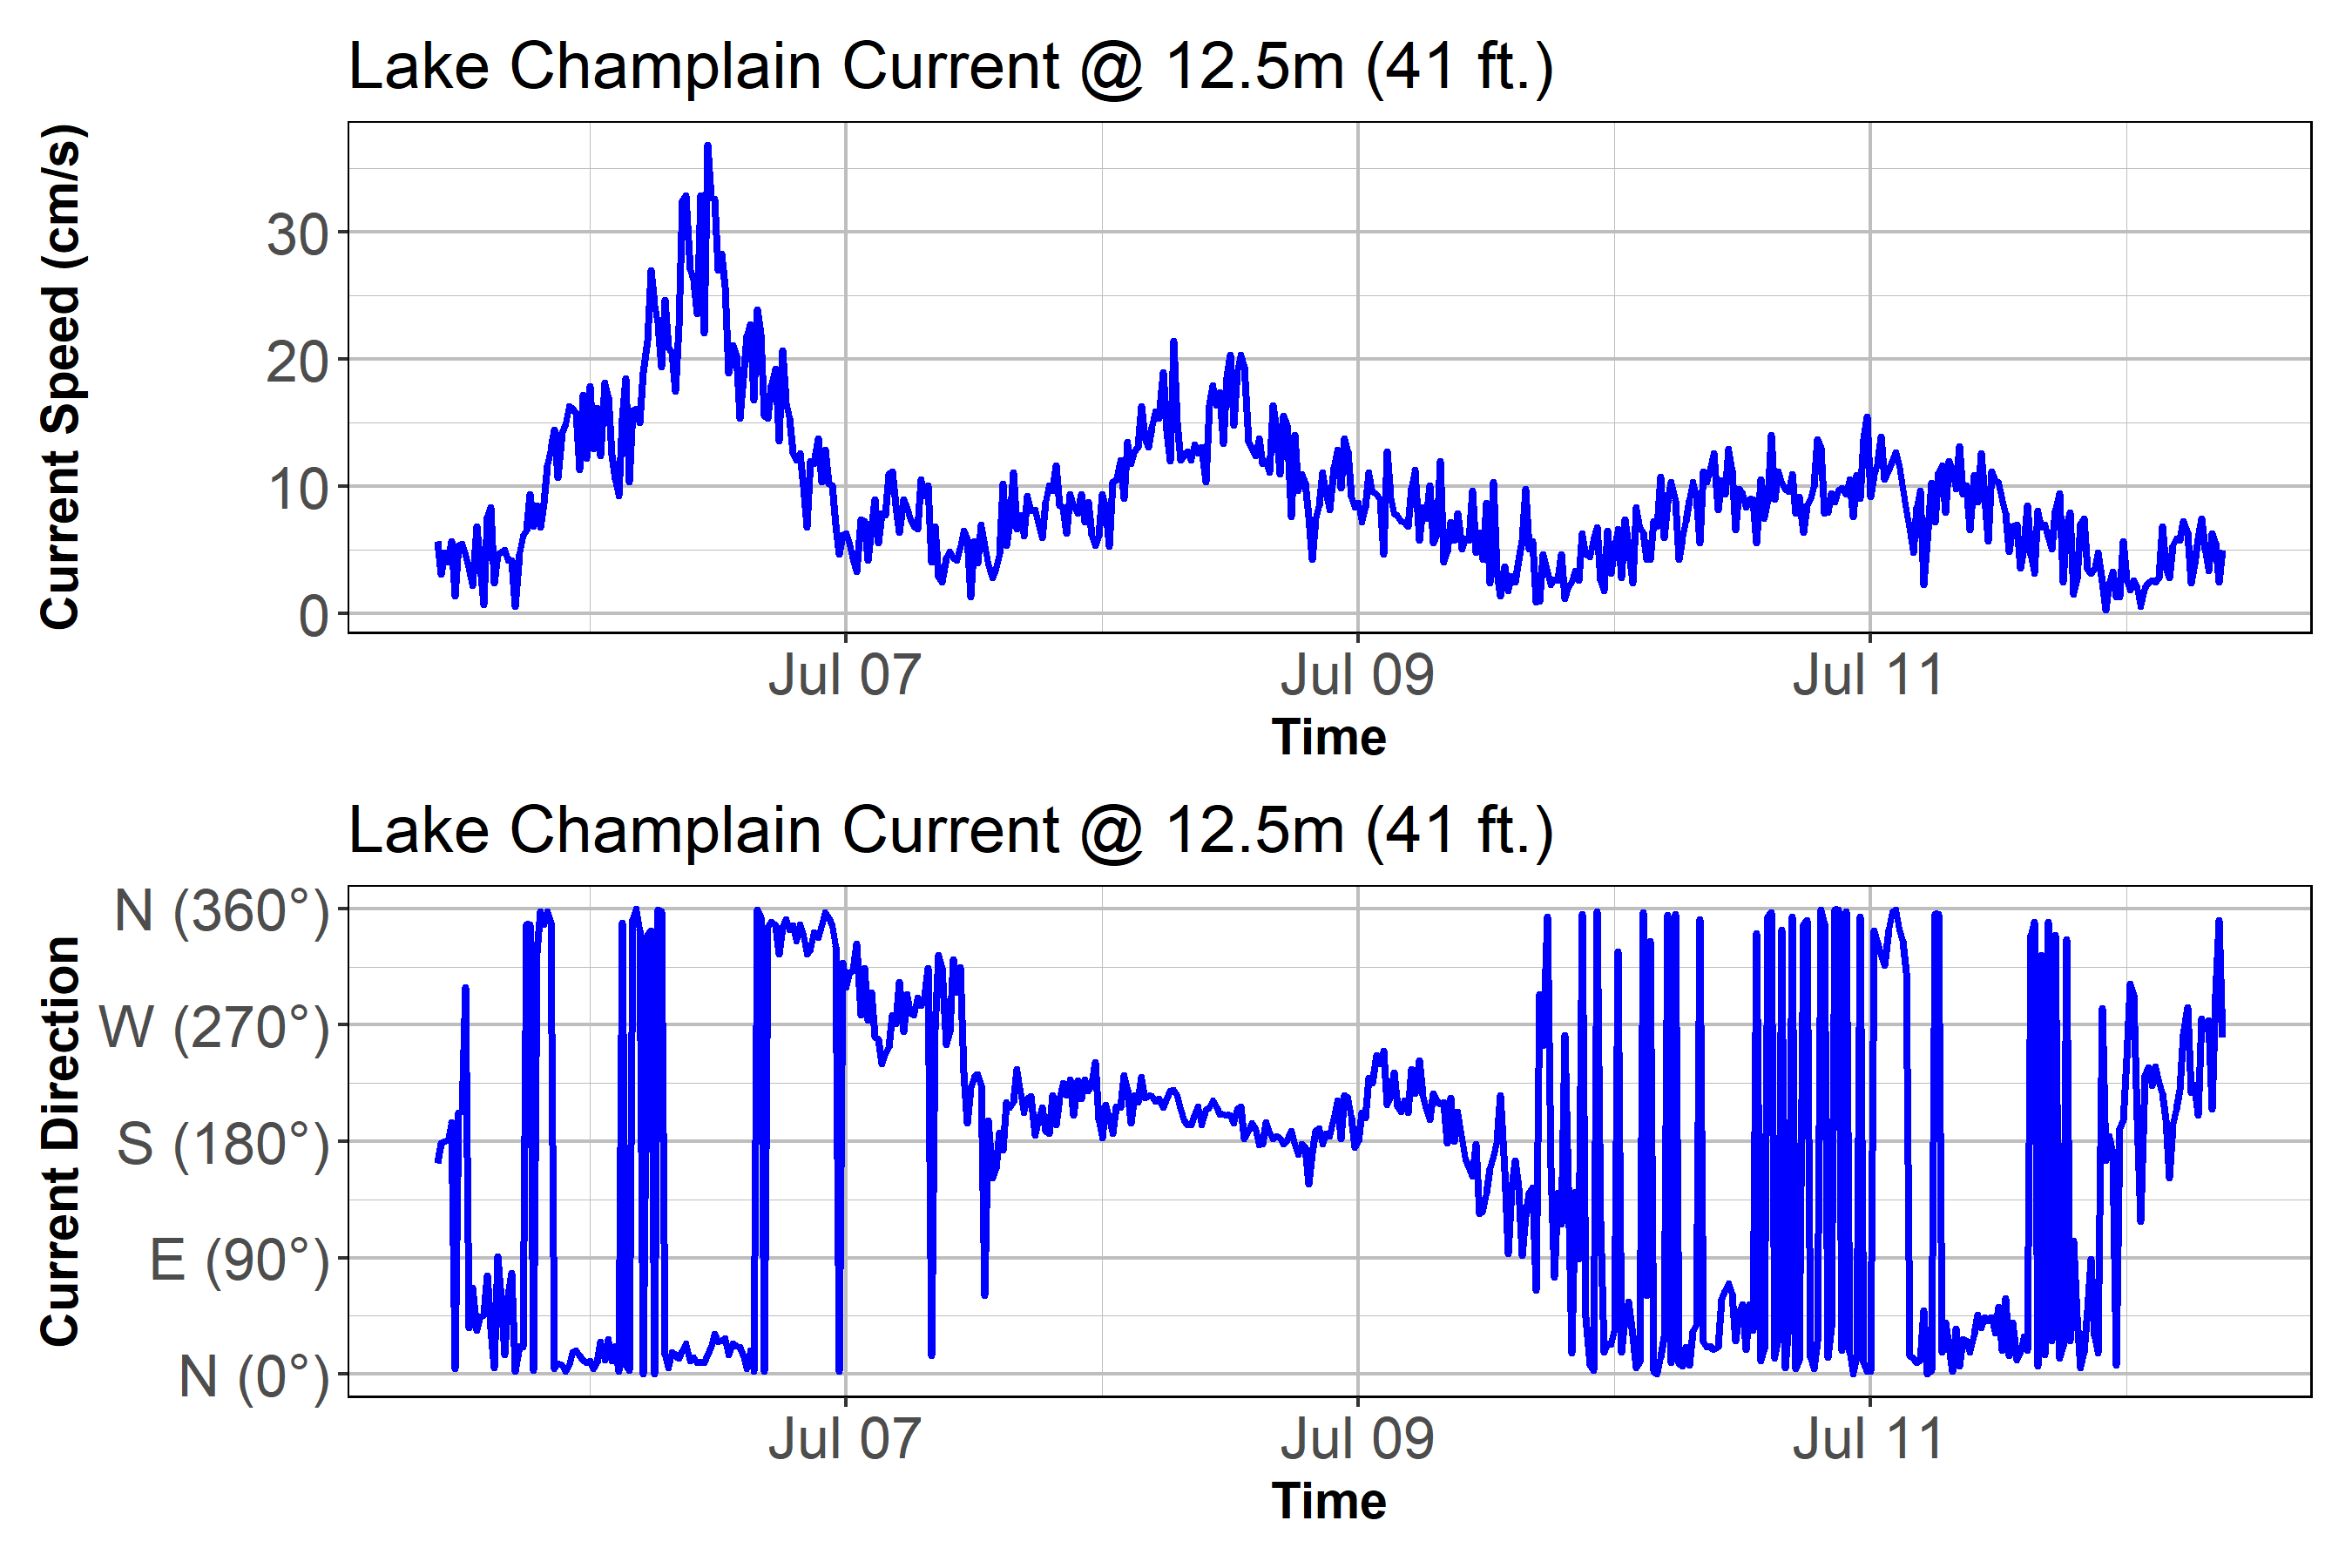 Lake Champlain Current @ 12.5m (41 ft.)
Current Speed (cm/s)
30
20
10
0
Jul 07 Jul 09 Jul 11
Time
Lake Champlain Current @ 12.5m (41 ft.)
Current Direction
N (360°)
W (270°)
S (180°)
E (90°)
N (0°)
Jul 07 Jul 09 Jul 11
Time